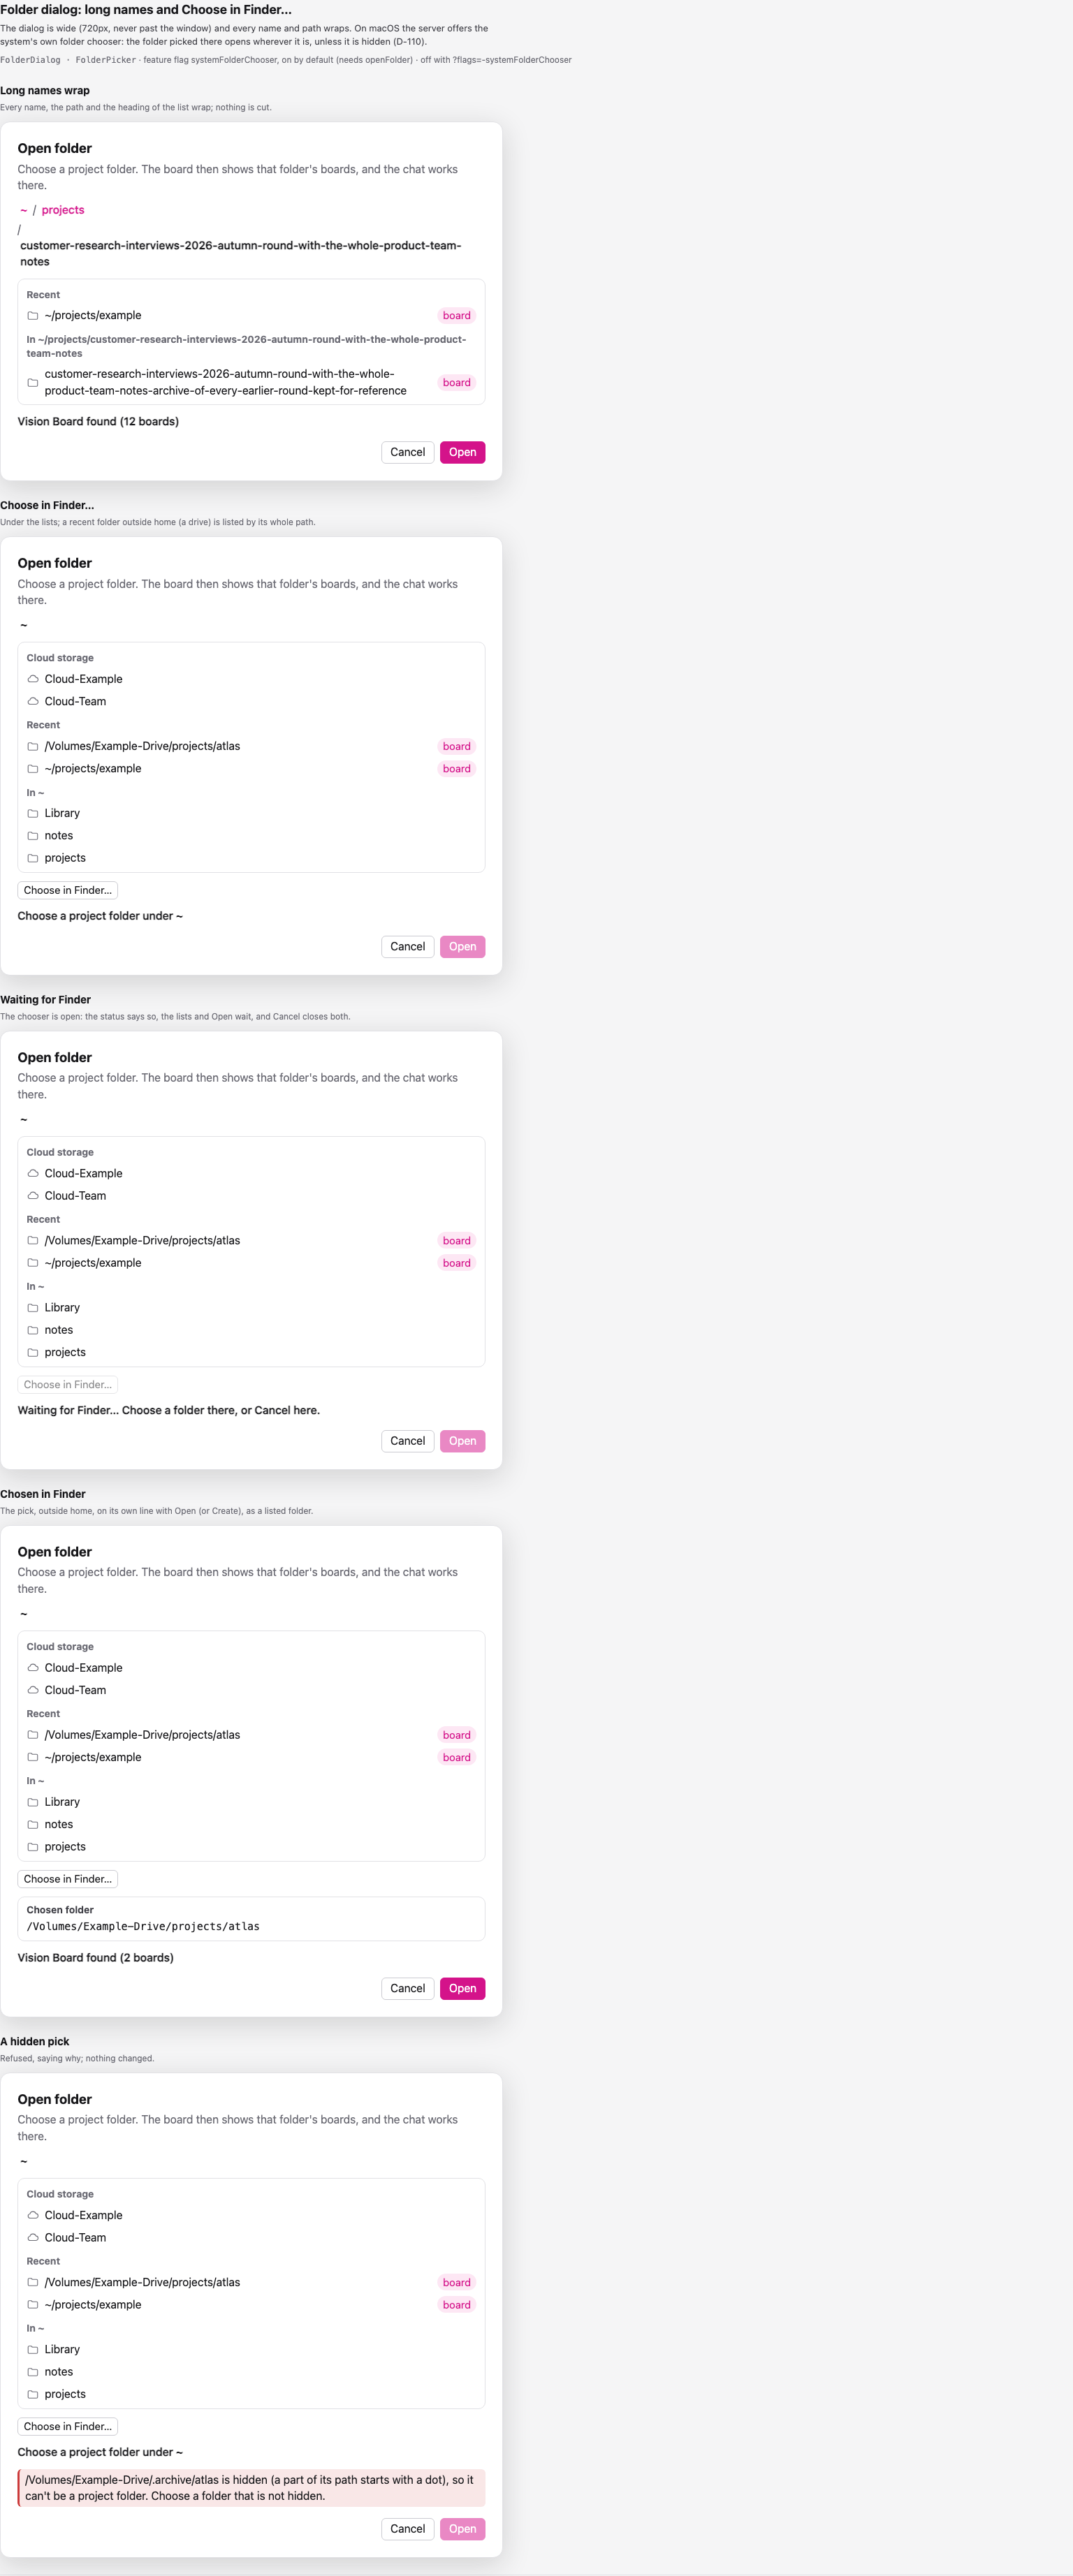 Folder dialog: long names and Choose in Finder...
The dialog is wide (720px, never past the window) and every name and path wraps. On macOS the server offers the
system's own folder chooser: the folder picked there opens wherever it is, unless it is hidden (D-110).
FolderDialog · FolderPicker · feature flag systemFolderChooser, on by default (needs openFolder) · off with ?flags=-systemFolderChooser
Long names wrap
Every name, the path and the heading of the list wrap; nothing is cut.
Open folder
Choose a project folder. The board then shows that folder's boards, and the chat works
there.
~ / projects
/
customer-research-interviews-2026-autumn-round-with-the-whole-product-team-
notes
Recent
~/projects/example board
In ~/projects/customer-research-interviews-2026-autumn-round-with-the-whole-product-
team-notes
customer-research-interviews-2026-autumn-round-with-the-whole-
product-team-notes-archive-of-every-earlier-round-kept-for-reference board
Vision Board found (12 boards)
Cancel Open
Choose in Finder...
Under the lists; a recent folder outside home (a drive) is listed by its whole path.
Open folder
Choose a project folder. The board then shows that folder's boards, and the chat works
there.
~
Cloud storage
Cloud-Example
Cloud-Team
Recent
/Volumes/Example-Drive/projects/atlas board
~/projects/example board
In ~
Library
notes
projects
Choose in Finder...
Choose a project folder under ~
Cancel Open
Waiting for Finder
The chooser is open: the status says so, the lists and Open wait, and Cancel closes both.
Open folder
Choose a project folder. The board then shows that folder's boards, and the chat works
there.
~
Cloud storage
Cloud-Example
Cloud-Team
Recent
/Volumes/Example-Drive/projects/atlas board
~/projects/example board
In ~
Library
notes
projects
Choose in Finder...
Waiting for Finder... Choose a folder there, or Cancel here.
Cancel Open
Chosen in Finder
The pick, outside home, on its own line with Open (or Create), as a listed folder.
Open folder
Choose a project folder. The board then shows that folder's boards, and the chat works
there.
~
Cloud storage
Cloud-Example
Cloud-Team
Recent
/Volumes/Example-Drive/projects/atlas board
~/projects/example board
In ~
Library
notes
projects
Choose in Finder...
Chosen folder
/Volumes/Example-Drive/projects/atlas
Vision Board found (2 boards)
Cancel Open
A hidden pick
Refused, saying why; nothing changed.
Open folder
Choose a project folder. The board then shows that folder's boards, and the chat works
there.
~
Cloud storage
Cloud-Example
Cloud-Team
Recent
/Volumes/Example-Drive/projects/atlas board
~/projects/example board
In ~
Library
notes
projects
Choose in Finder...
Choose a project folder under ~
/Volumes/Example-Drive/.archive/atlas is hidden (a part of its path starts with a dot), so it
can't be a project folder. Choose a folder that is not hidden.
Cancel Open